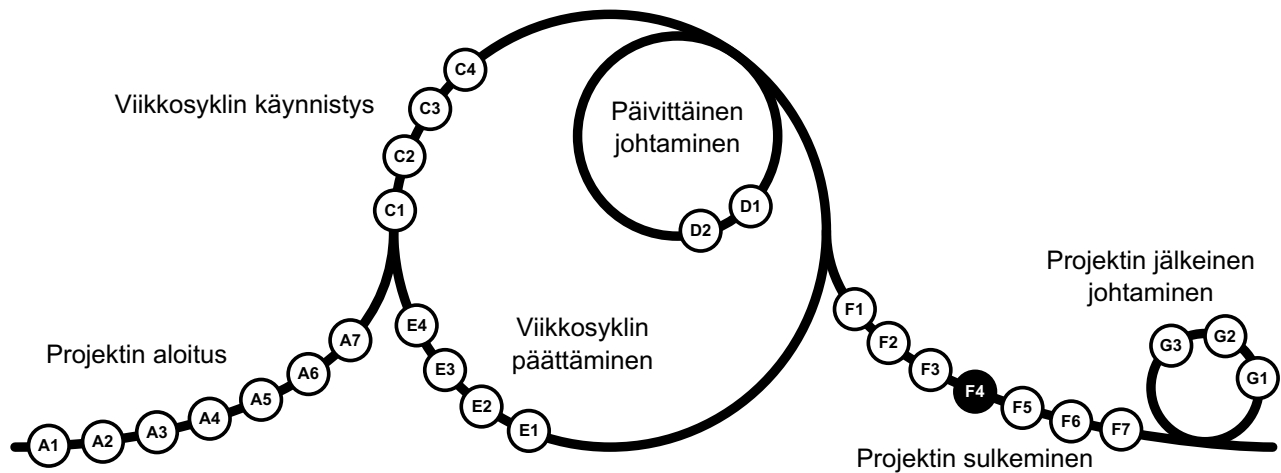 Viikkosyklin käynnistys
C4
C3
C2
C1
Päivittäinen
johtaminen
D1
D2
Projektin aloitus
A1
A2
A3
A4
A5
A6
A7
Viikkosyklin
päättäminen
E4
E3
E2
E1
F1
F2
F3
F4
F5
F6
F7
Projektin sulkeminen
Projektin jälkeinen
johtaminen
G3
G2
G1